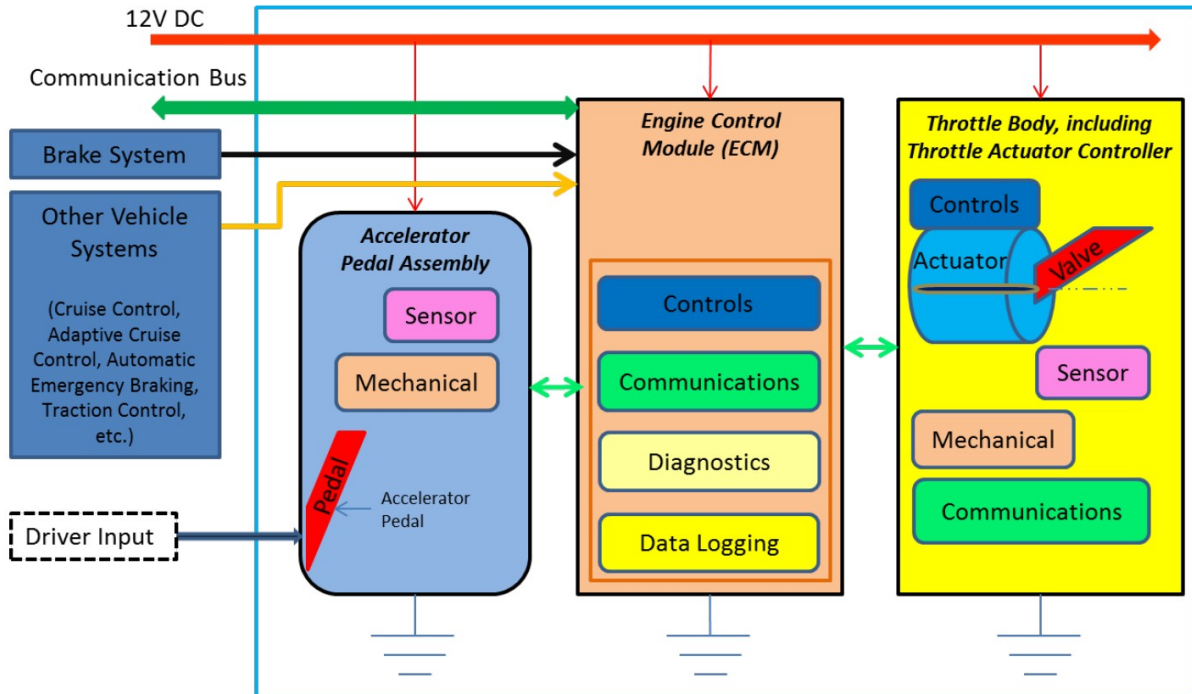 12V DC
Communication Bus
Brake System
Other Vehicle
Systems
(Cruise Control,
Adaptive Cruise
Control, Automatic
Emergency Braking,
Traction Control,
etc.)
Driver Input
Accelerator
Pedal Assembly
Sensor
Mechanical
Pedal
Accelerator
Pedal
Engine Control
Module (ECM)
Controls
Communications
Diagnostics
Data Logging
Throttle Body, including
Throttle Actuator Controller
Controls
Actuator
Valve
Sensor
Mechanical
Communications